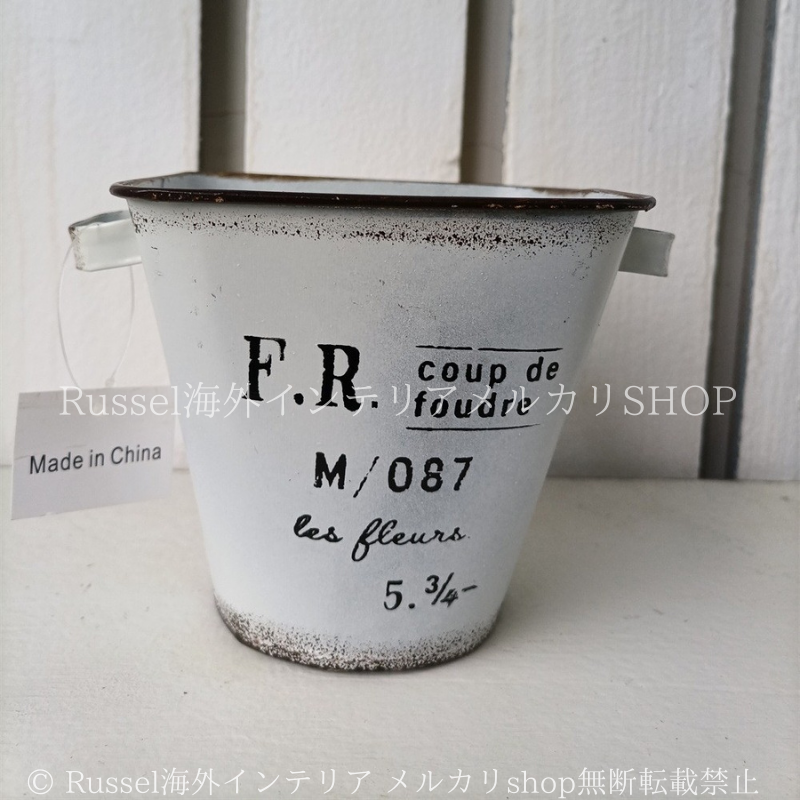 F.R.
coup de
foudre
Russel海外インテリアメルカリSHOP
Made in China
M/087
les fleurs.
5.¾-
© Russel海外インテリア メルカリshop無断転載禁止